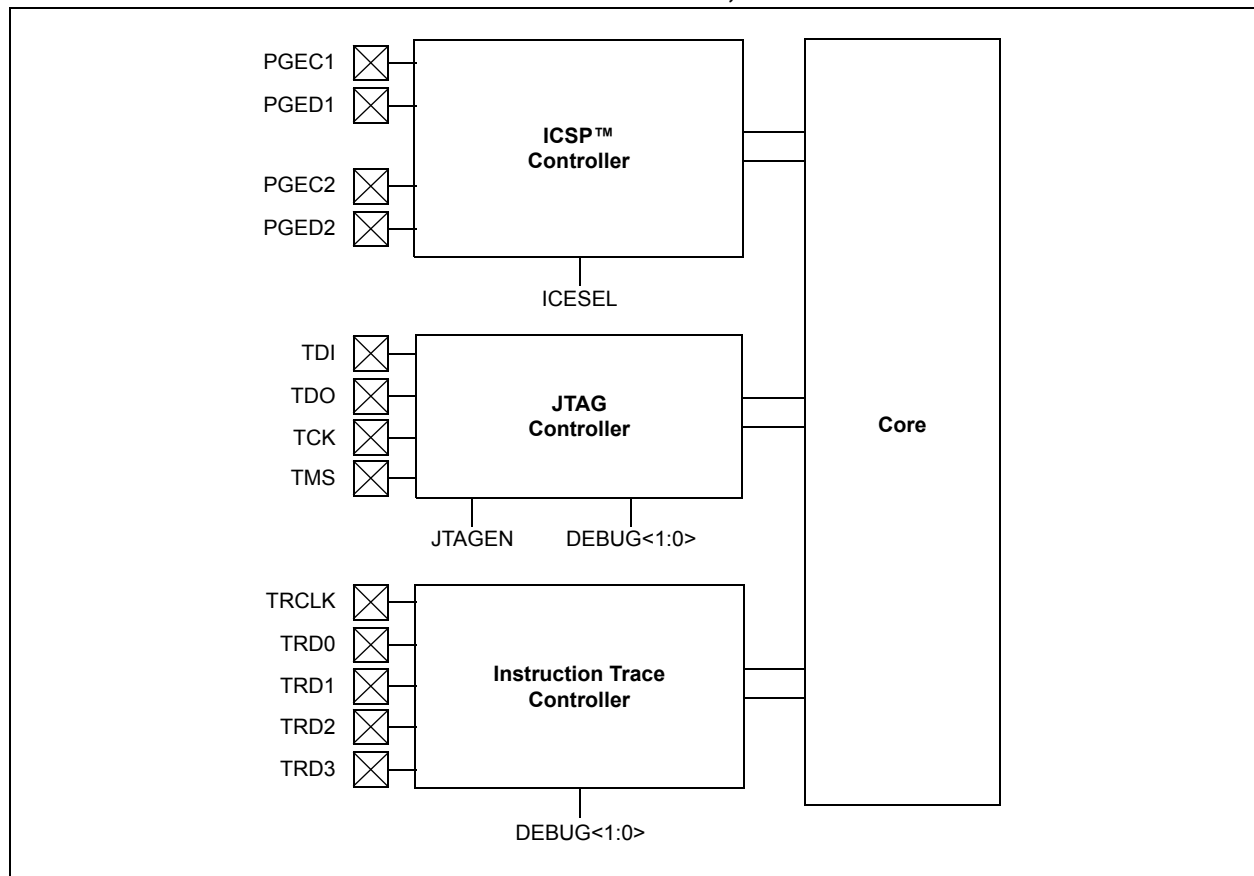 PGEC1
PGED1
ICSP™
Controller
PGEC2
PGED2
ICESEL
TDI
TDO
JTAG
Controller
TCK
TMS
Core
JTAGEN DEBUG<1:0>
TRCLK
TRD0
TRD1
Instruction Trace
Controller
TRD2
TRD3
DEBUG<1:0>